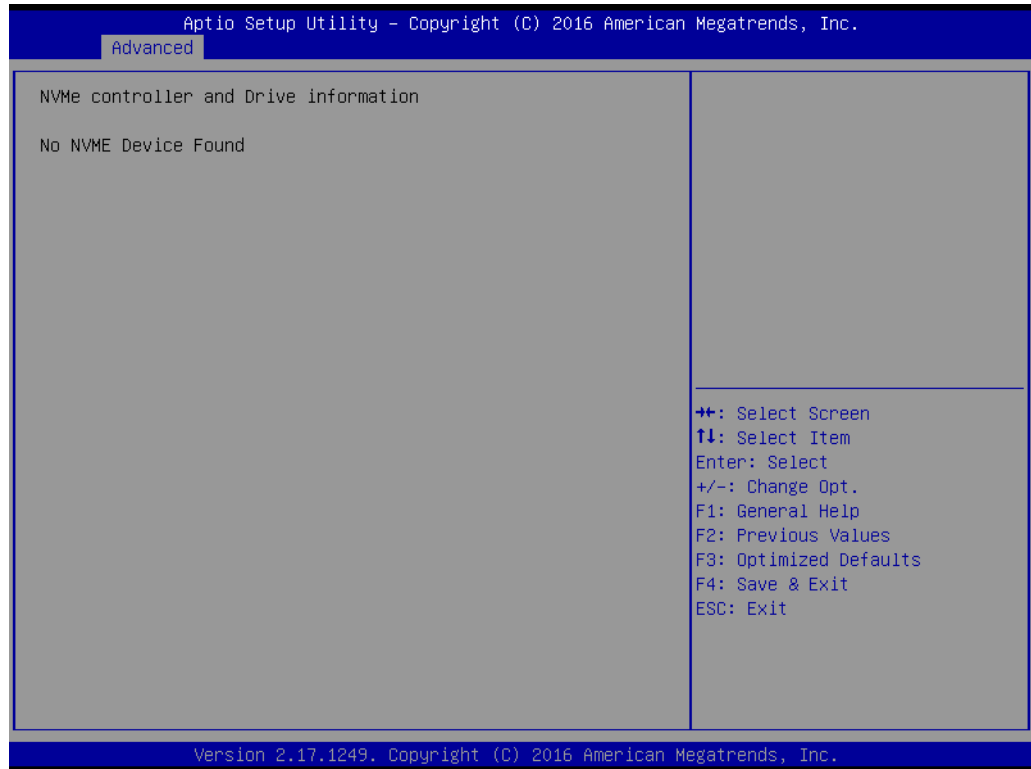 Aptio Setup Utility – Copyright (C) 2016 American Megatrends, Inc.
Advanced
NVMe controller and Drive information
No NVME Device Found
→←: Select Screen
↑↓: Select Item
Enter: Select
+/-: Change Opt.
F1: General Help
F2: Previous Values
F3: Optimized Defaults
F4: Save & Exit
ESC: Exit
Version 2.17.1249. Copyright (C) 2016 American Megatrends, Inc.